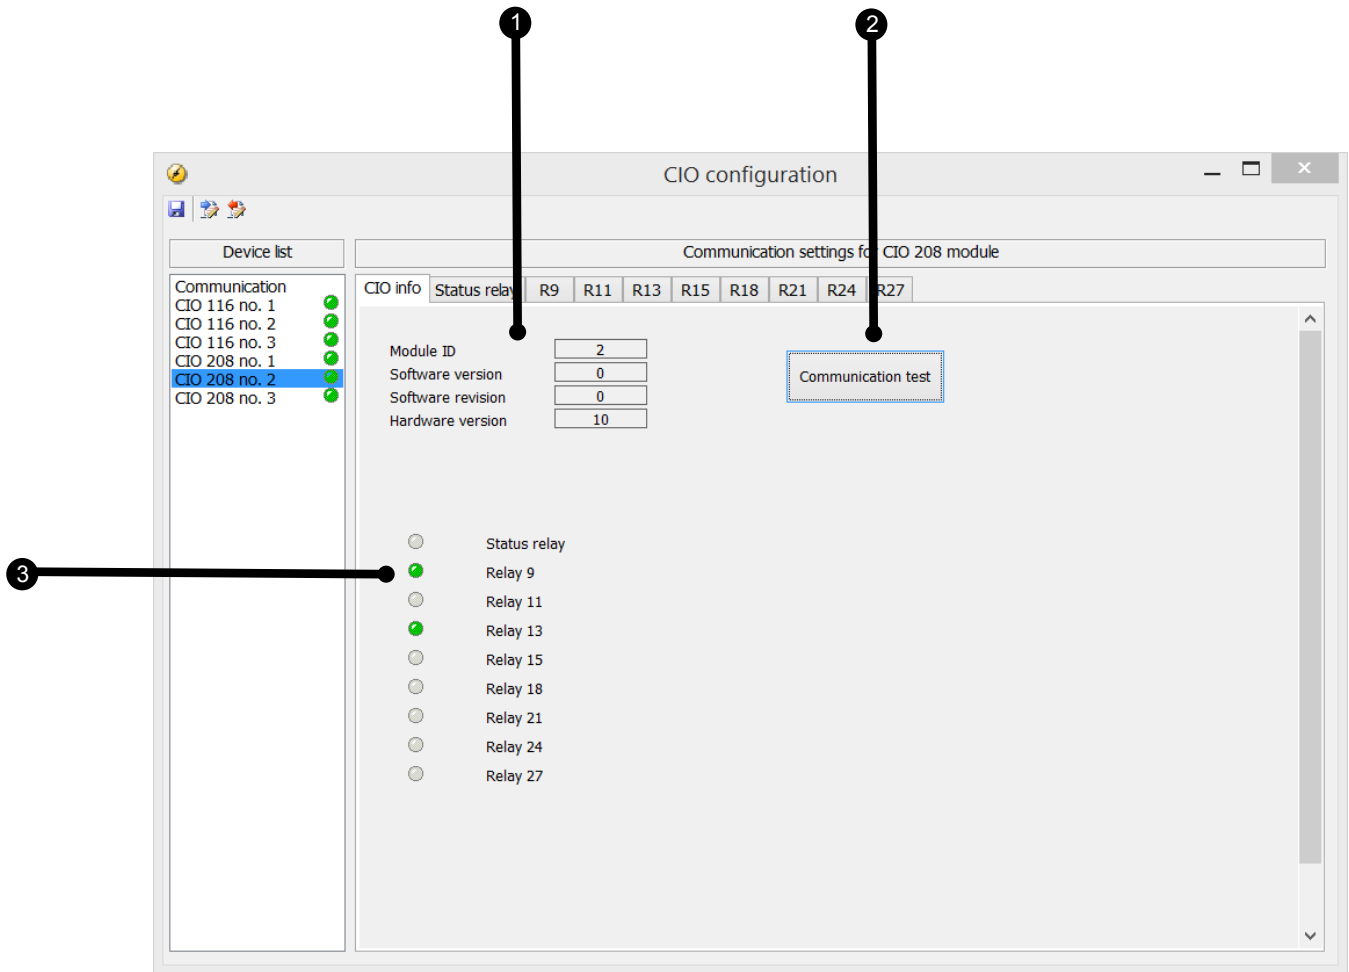 1
2
CIO configuration
Device list
Communication settings for CIO 208 module
Communication
CIO 116 no. 1
CIO 116 no. 2
CIO 116 no. 3
CIO 208 no. 1
CIO 208 no. 2
CIO 208 no. 3
CIO info Status relay R9 R11 R13 R15 R18 R21 R24 R27
Module ID 2
Software version 0
Software revision 0
Hardware version 10
Communication test
3
Status relay
Relay 9
Relay 11
Relay 13
Relay 15
Relay 18
Relay 21
Relay 24
Relay 27